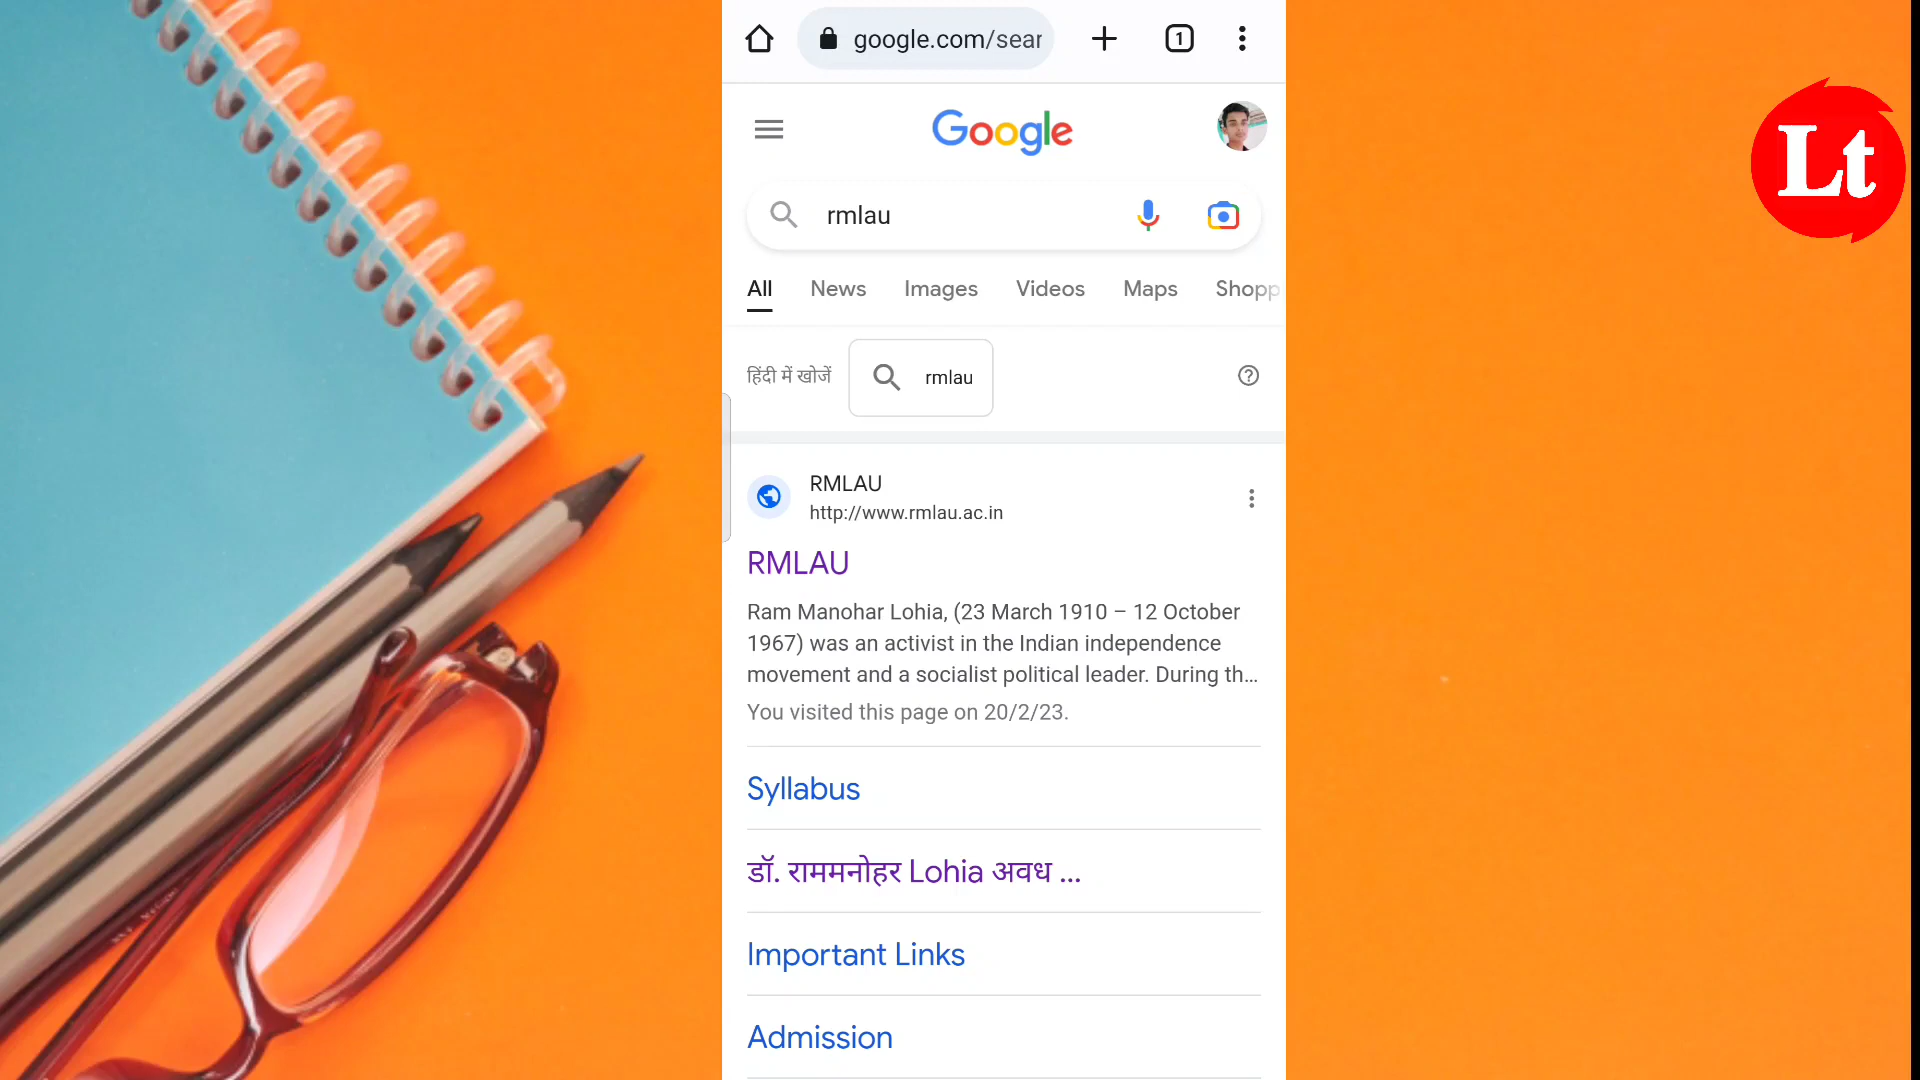 google.com/sear
1
Google
rmlau
All News Images Videos Maps Shopp
हिंदी में खोजें rmlau
RMLAU
http://www.rmlau.ac.in
RMLAU
Ram Manohar Lohia, (23 March 1910 – 12 October
1967) was an activist in the Indian independence
movement and a socialist political leader. During th...
You visited this page on 20/2/23.
Syllabus
डॉ. राममनोहर Lohia अवध ...
Important Links
Admission
Lt